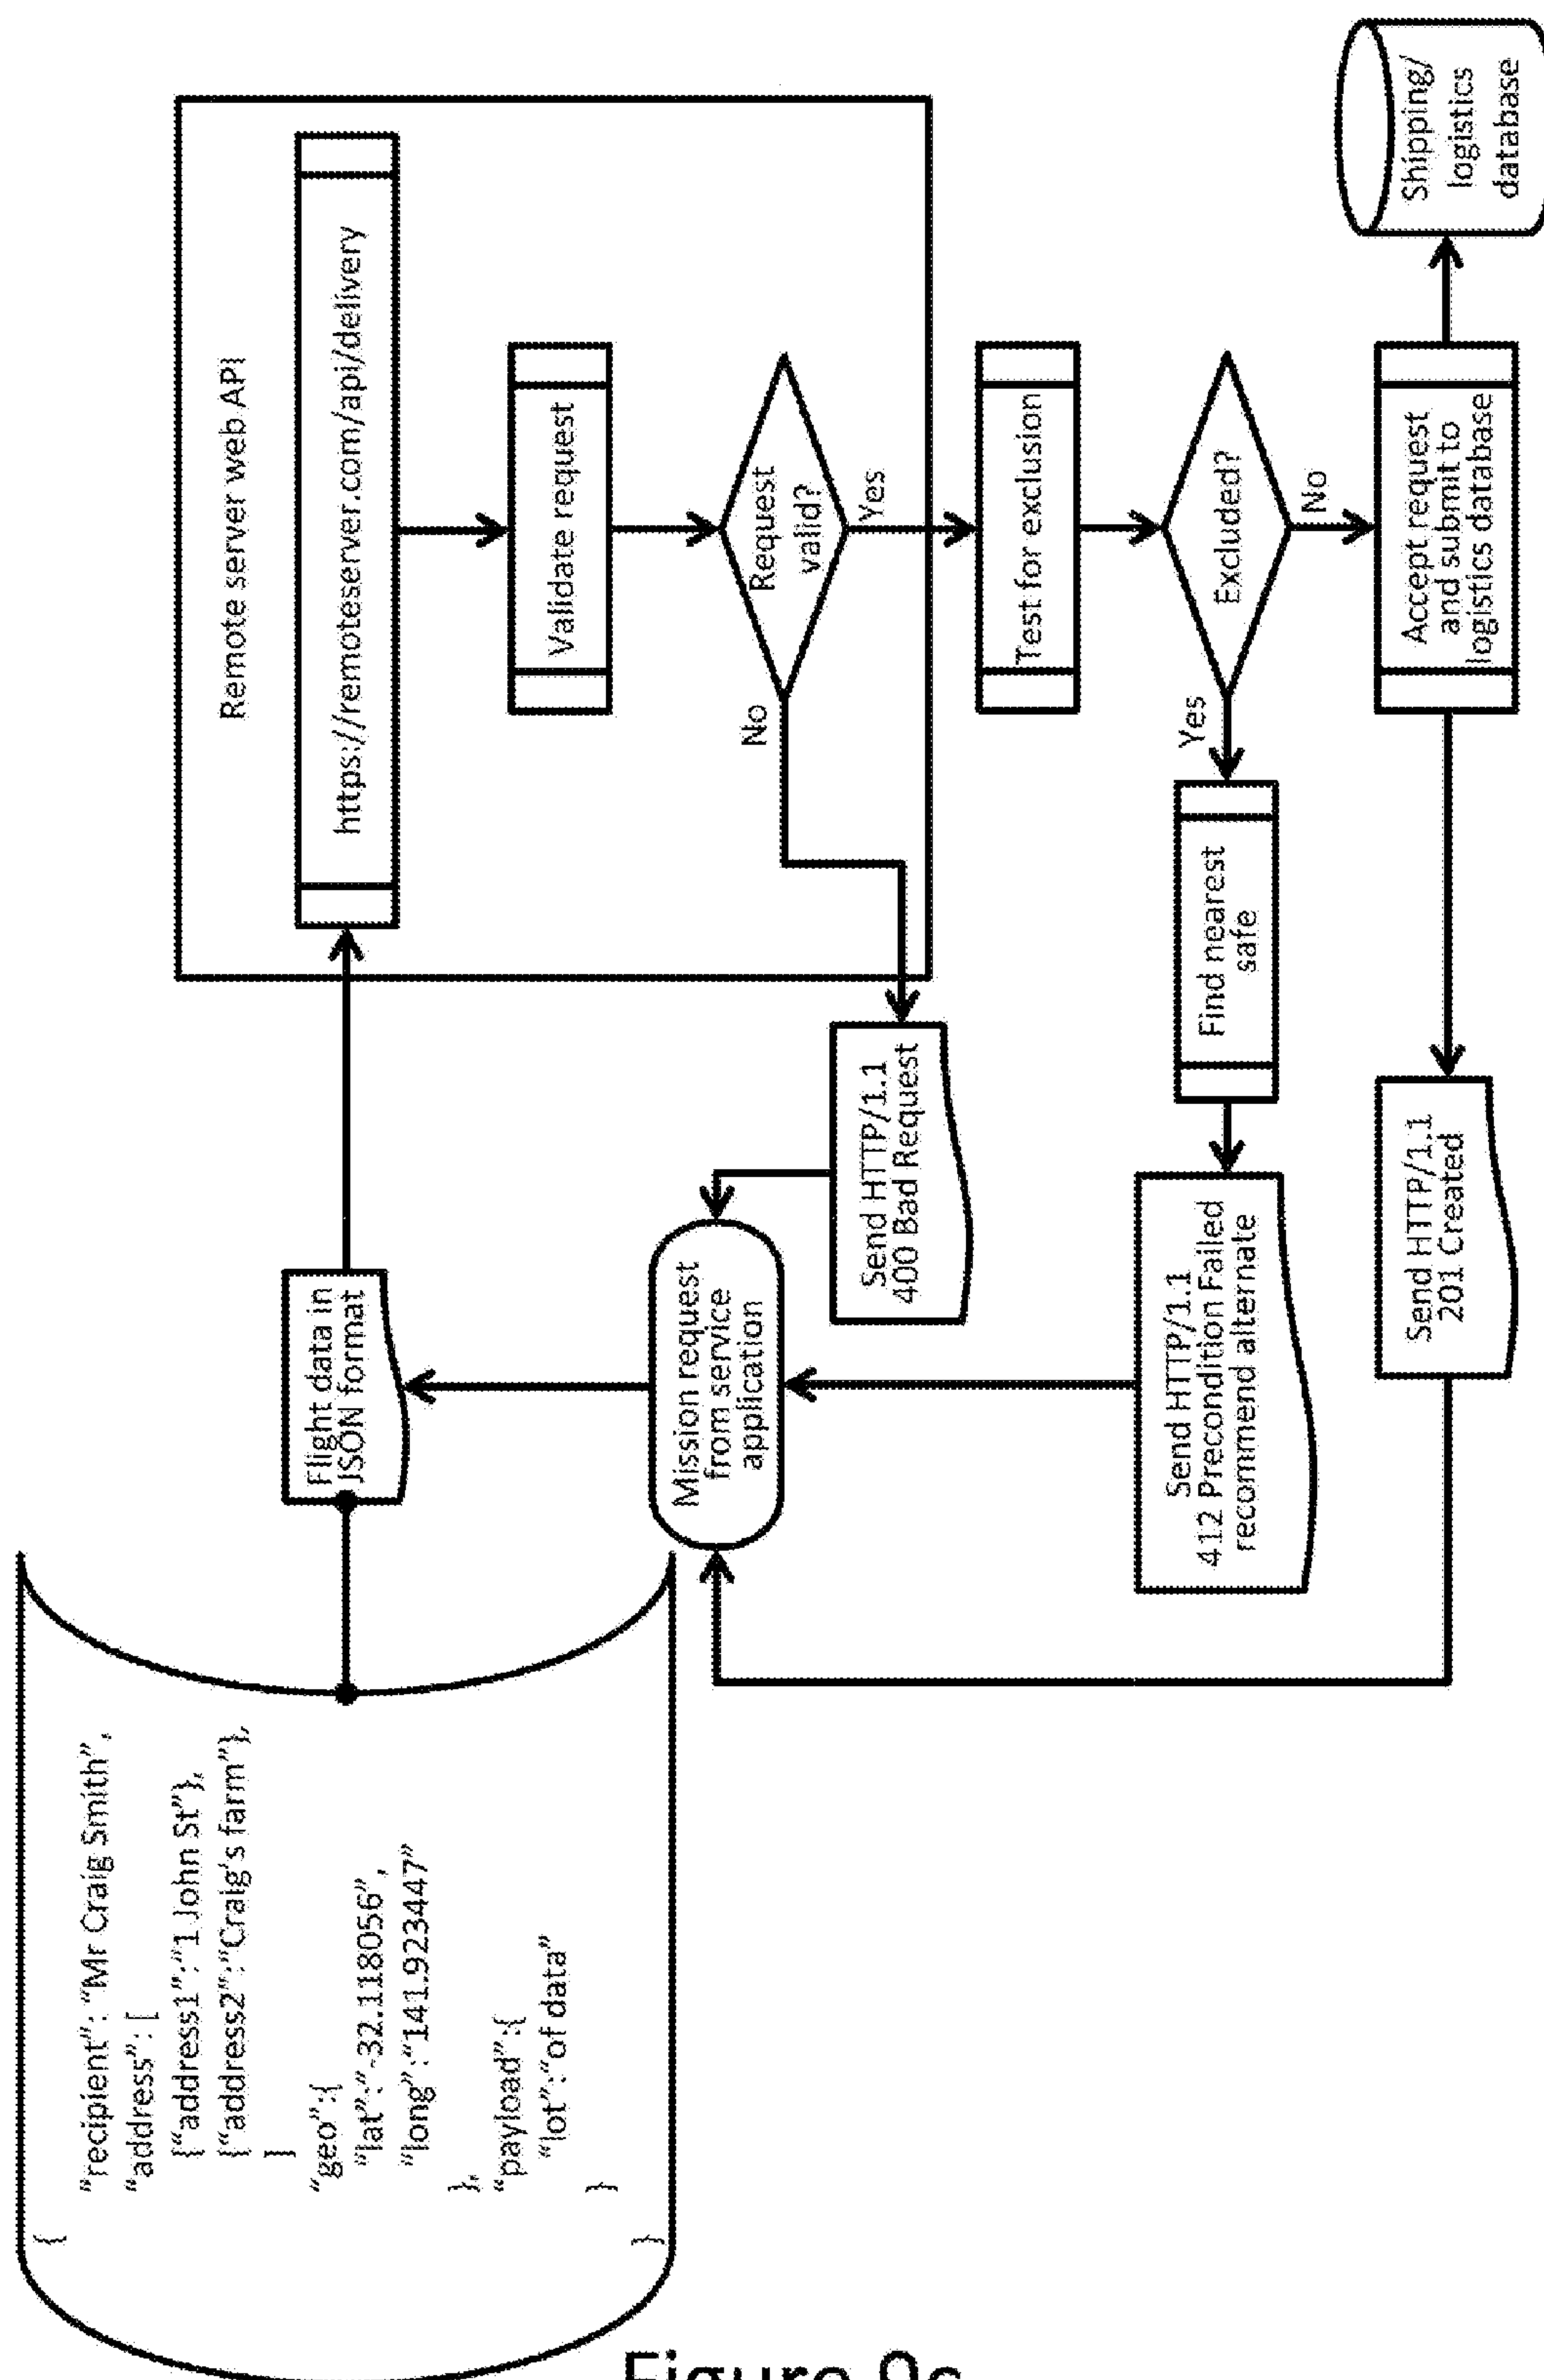 {
"recipient": "Mr Craig Smith",
"address": [
{"address1":"1 John St"},
{"address2":"Craig's farm"},
]
"geo":{
"lat":"-32.118056",
"long":"141.923447"
},
"payload":{
"lot":"of data"
}
}
Flight data in
JSON format
Mission request
from service
application
Remote server web API
https://remoteserver.com/api/delivery
Validate request
Request
valid?
No
Yes
Send HTTP/1.1
400 Bad Request
Test for exclusion
Excluded?
Yes
No
Find nearest
safe
Send HTTP/1.1
412 Precondition Failed
recommend alternate
Accept request
and submit to
logistics database
Send HTTP/1.1
201 Created
Shipping/
logistics
database
Figure 9c